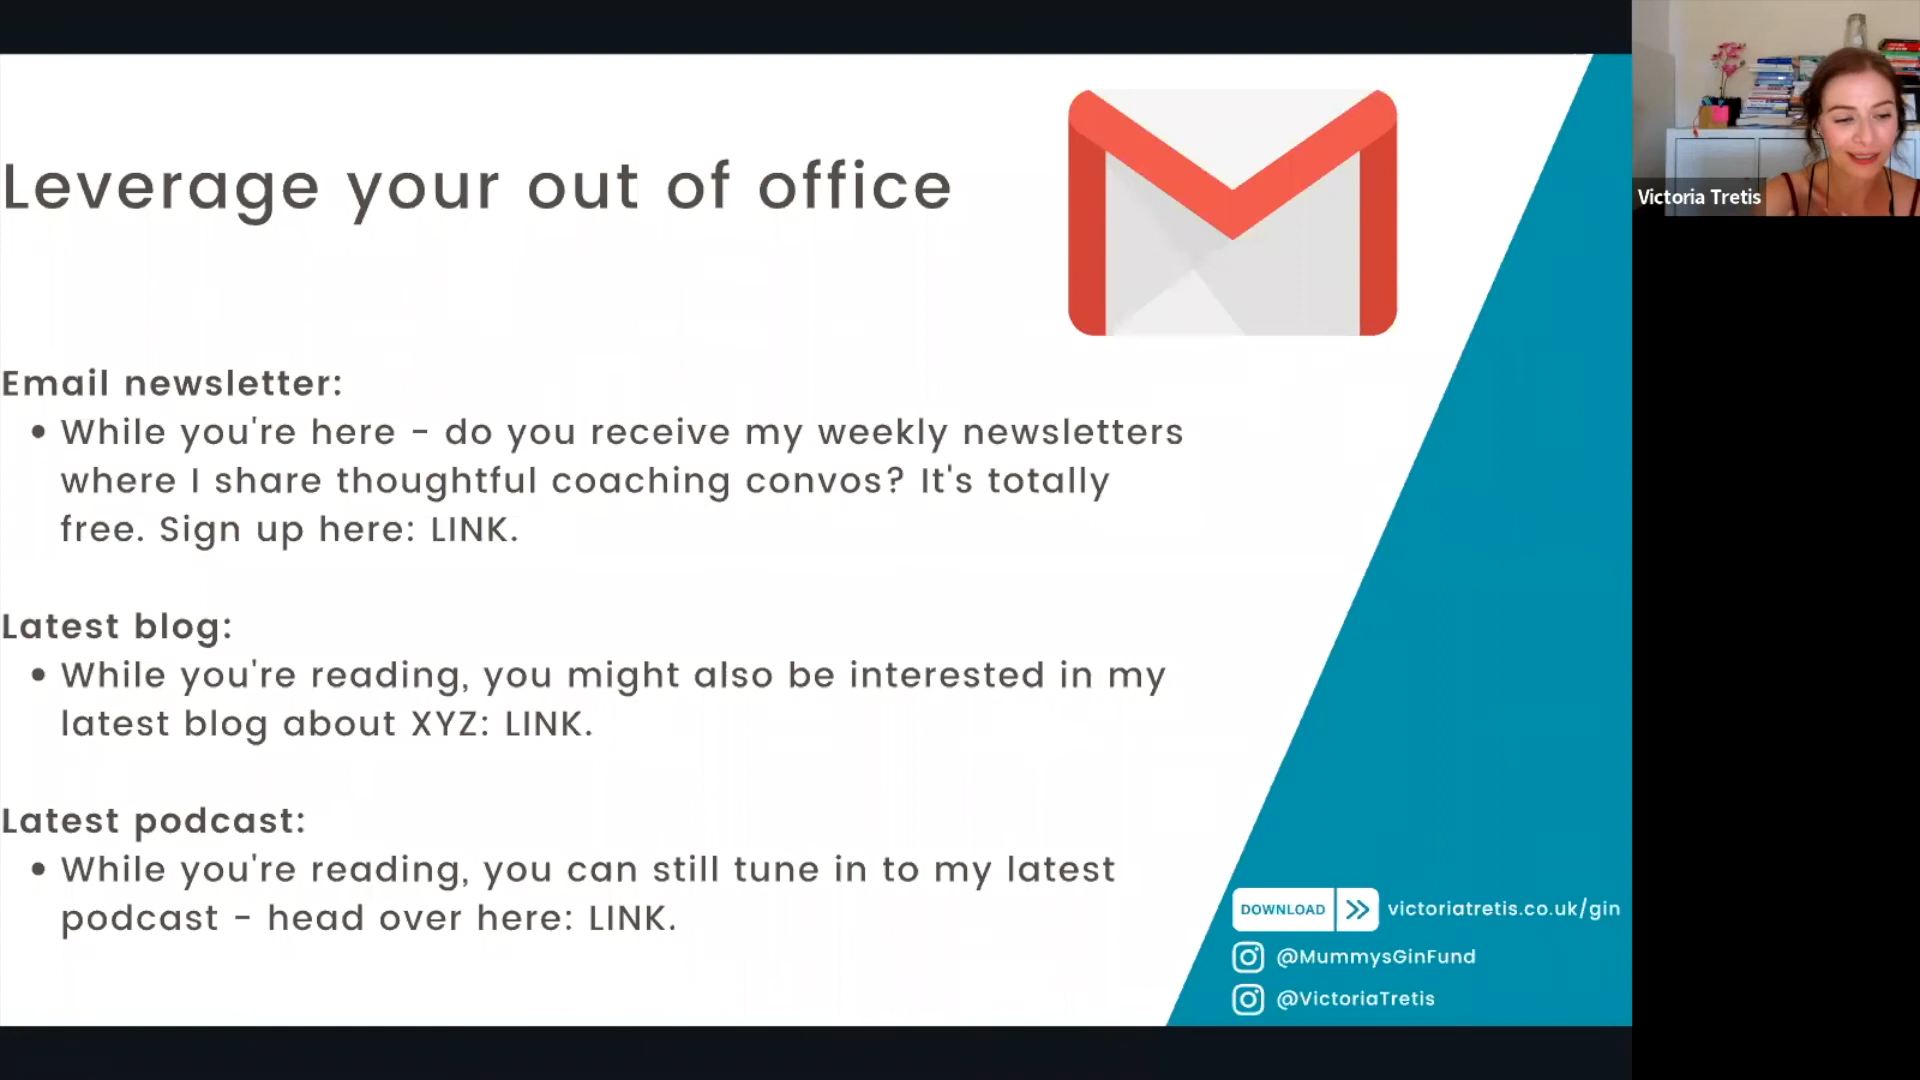 Leverage your out of office
Email newsletter:
• While you're here - do you receive my weekly newsletters
where I share thoughtful coaching convos? It's totally
free. Sign up here: LINK.
Latest blog:
• While you're reading, you might also be interested in my
latest blog about XYZ: LINK.
Latest podcast:
• While you're reading, you can still tune in to my latest
podcast - head over here: LINK.
DOWNLOAD victoriatretis.co.uk/gin
@MummysGinFund
@VictoriaTretis
Victoria Tretis